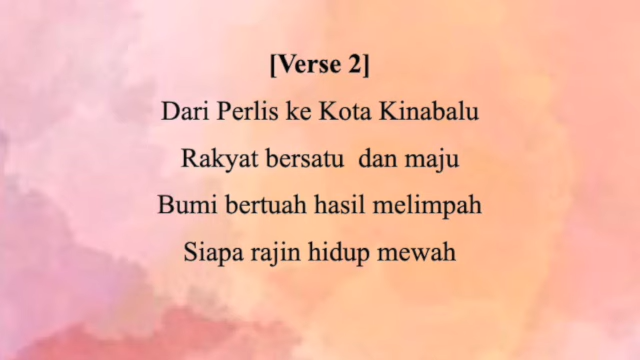 [Verse 2]
Dari Perlis ke Kota Kinabalu
Rakyat bersatu  dan maju
Bumi bertuah hasil melimpah
Siapa rajin hidup mewah